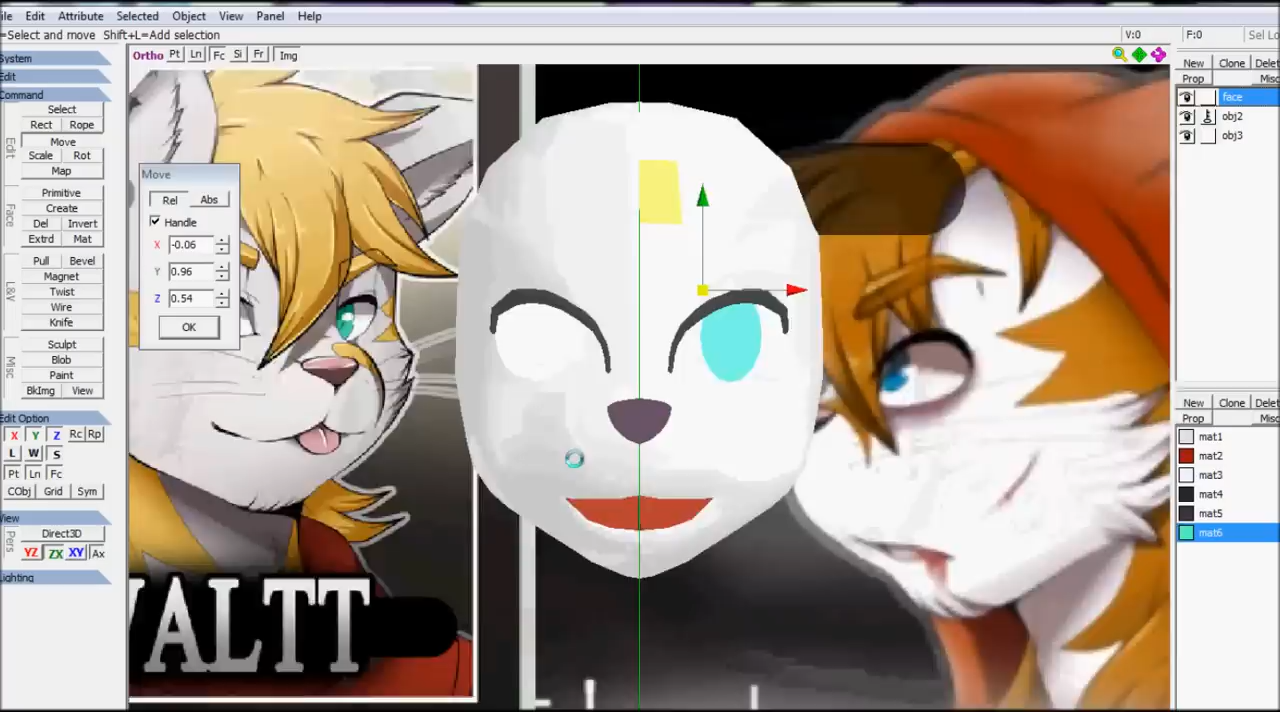 ile Edit Attribute Selected Object View Panel Help
=Select and move Shift+L=Add selection
V:0 F:0 Sel Lo
Ortho Pt Ln Fc Si Fr Img
System
Edit
Command
Select
Rect Rope
Edit
Move
Scale Rot
Map
Primitive
Create
Face
Del Invert
Extrd Mat
Pull Bevel
Magnet
L&V
Twist
Wire
Knife
Sculpt
Blob
Misc
Paint
BkImg View
Edit Option
X Y Z Rc Rp
L W S
Pt Ln Fc
CObj Grid Sym
View
Direct3D
Pers
YZ ZX XY Ax
Lighting
Move
Rel Abs
Handle
X -0.06
Y 0.96
Z 0.54
OK
VALTT
New Clone Delet
Prop Misc
face
obj2
obj3
New Clone Delet
Prop Misc
mat1
mat2
mat3
mat4
mat5
mat6